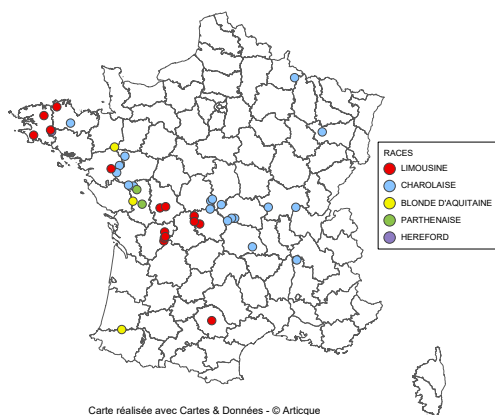 RACES
LIMOUSINE
CHAROLAISE
BLONDE D'AQUITAINE
PARTHENAISE
HEREFORD
Carte réalisée avec Cartes & Données - © Articque